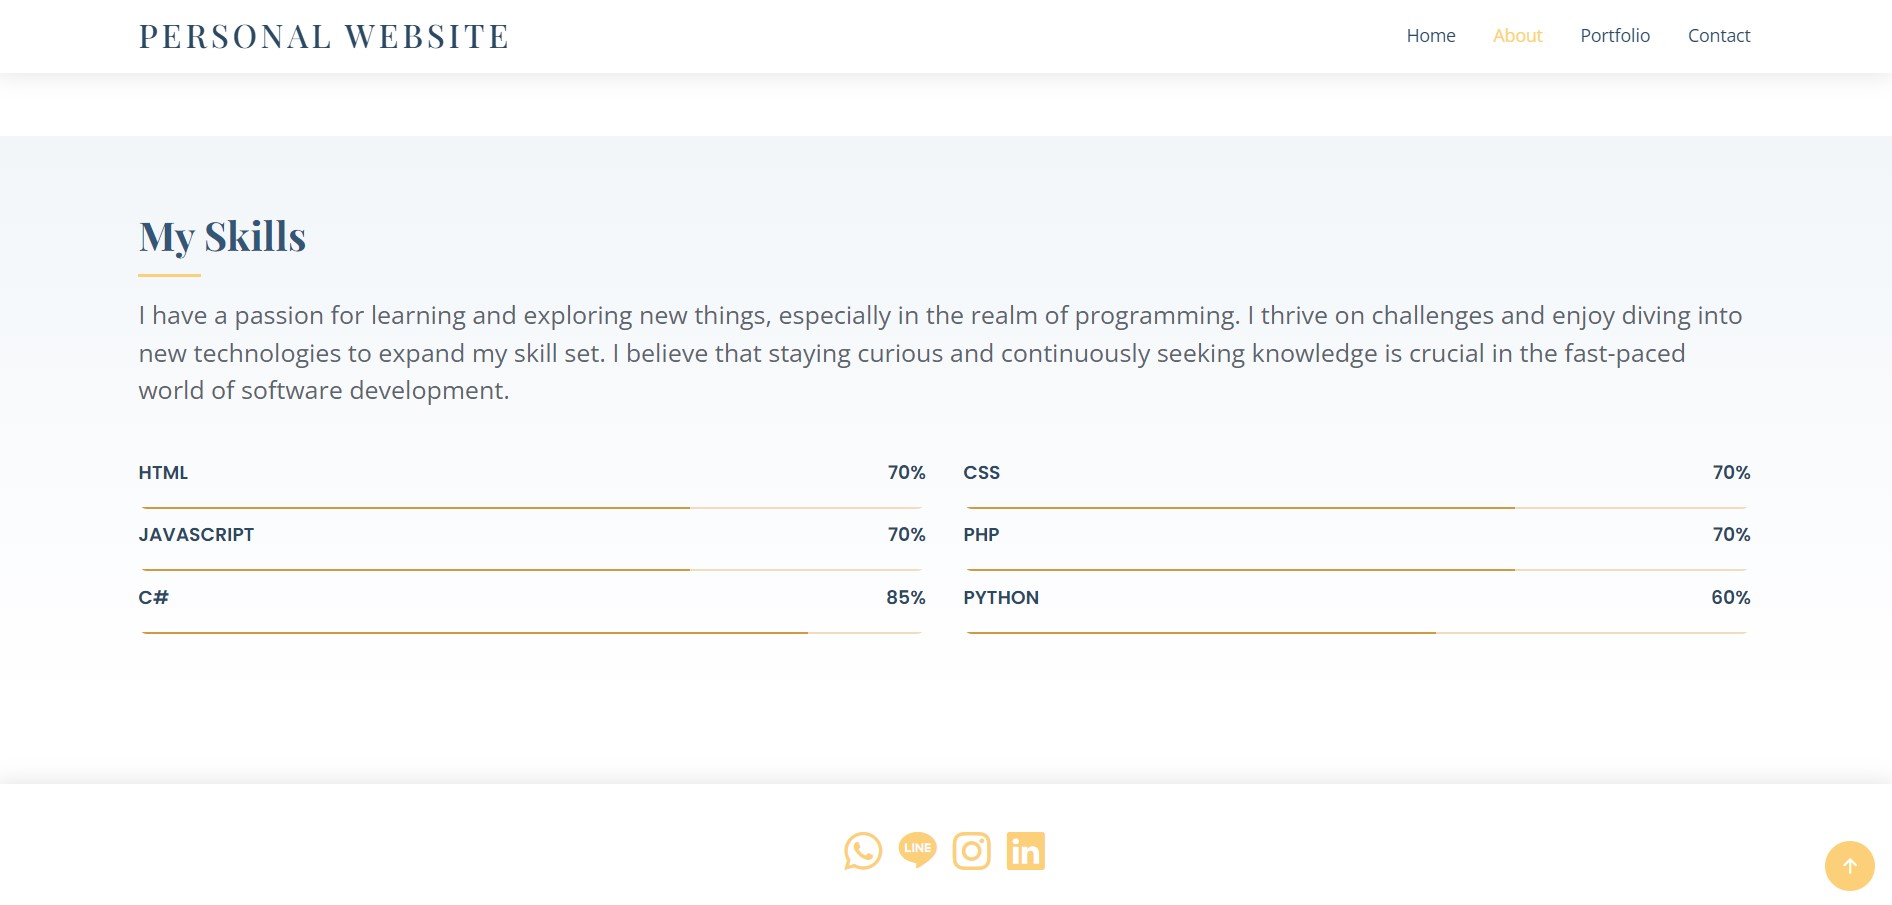 PERSONAL WEBSITE
Home About Portfolio Contact
My Skills
I have a passion for learning and exploring new things, especially in the realm of programming. I thrive on challenges and enjoy diving into
new technologies to expand my skill set. I believe that staying curious and continuously seeking knowledge is crucial in the fast-paced
world of software development.
HTML 70% CSS 70%
JAVASCRIPT 70% PHP 70%
C# 85% PYTHON 60%
LINE in